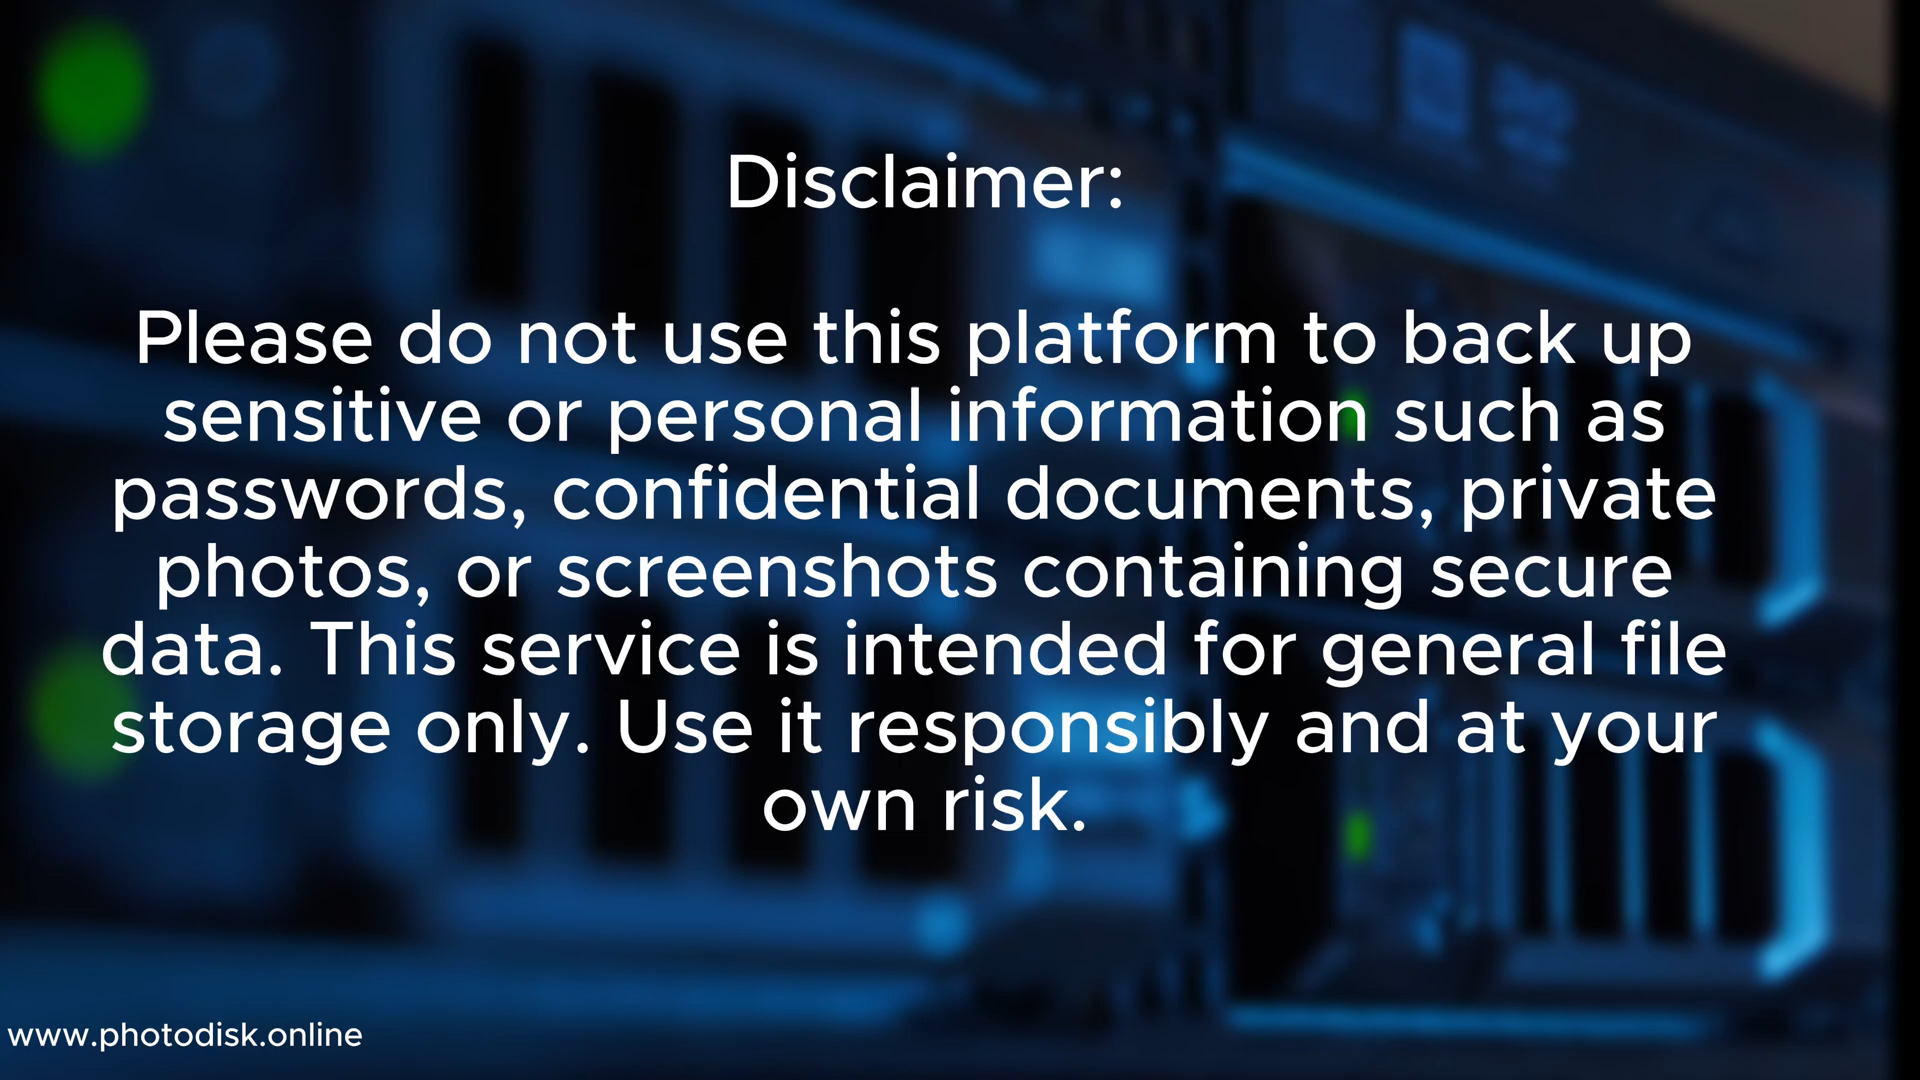 Disclaimer:
Please do not use this platform to back up
sensitive or personal information such as
passwords, confidential documents, private
photos, or screenshots containing secure
data. This service is intended for general file
storage only. Use it responsibly and at your
own risk.
www.photodisk.online